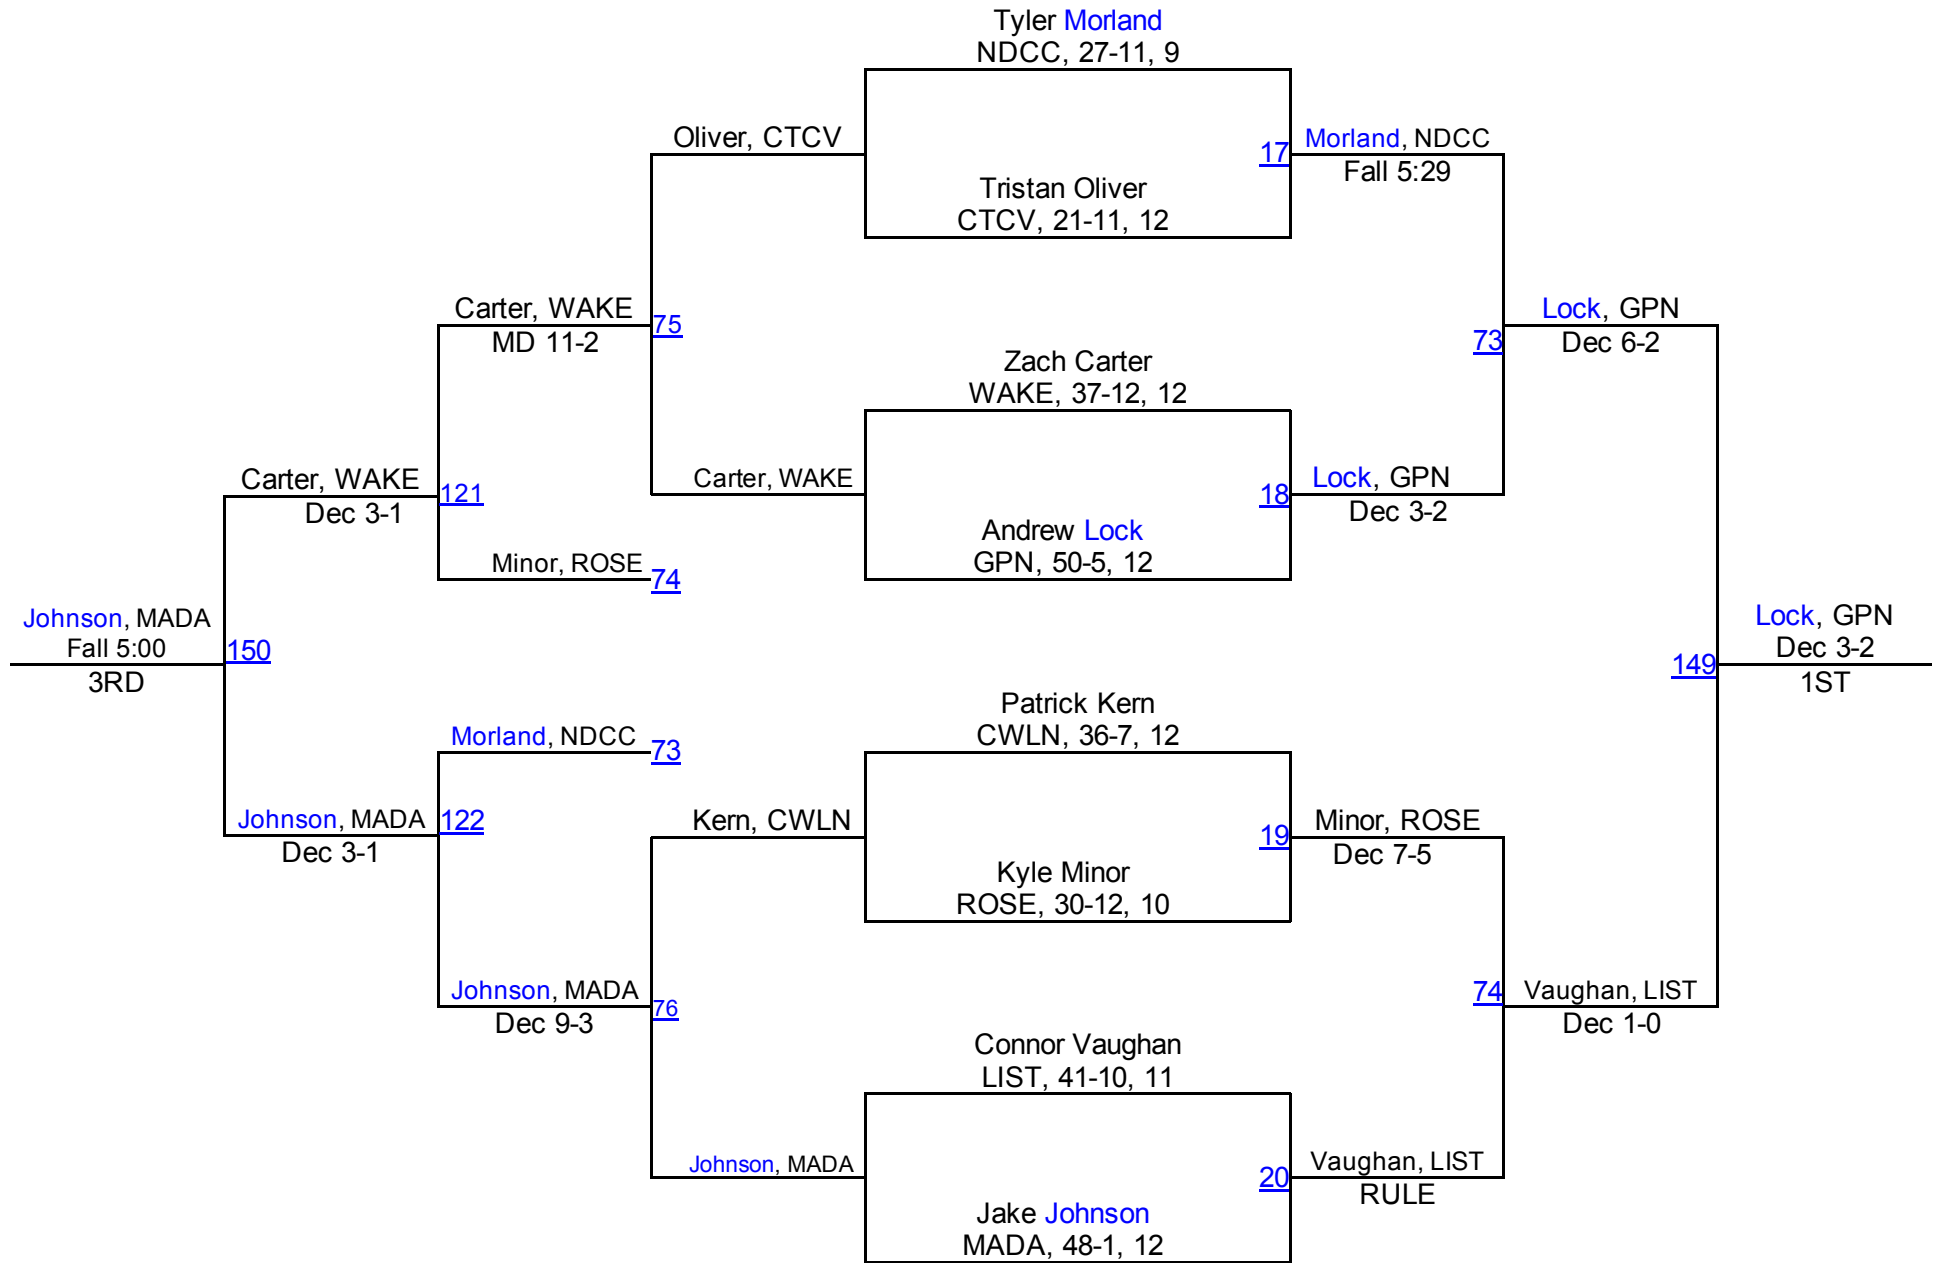 Tyler Morland
NDCC, 27-11, 9
Oliver, CTCV
17
Morland, NDCC
Fall 5:29
Tristan Oliver
CTCV, 21-11, 12
Carter, WAKE
MD 11-2
75
Lock, GPN
Dec 6-2
73
Zach Carter
WAKE, 37-12, 12
Carter, WAKE
Dec 3-1
121
Carter, WAKE
18
Lock, GPN
Dec 3-2
Andrew Lock
GPN, 50-5, 12
Minor, ROSE
74
Johnson, MADA
Fall 5:00
3RD
150
149
Lock, GPN
Dec 3-2
1ST
Patrick Kern
CWLN, 36-7, 12
Morland, NDCC
73
Johnson, MADA
Dec 3-1
122
Kern, CWLN
19
Minor, ROSE
Dec 7-5
Kyle Minor
ROSE, 30-12, 10
Johnson, MADA
Dec 9-3
76
74
Vaughan, LIST
Dec 1-0
Connor Vaughan
LIST, 41-10, 11
Johnson, MADA
20
Vaughan, LIST
RULE
Jake Johnson
MADA, 48-1, 12